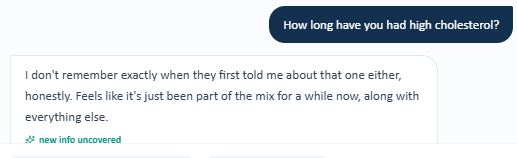 How long have you had high cholesterol?
I don't remember exactly when they first told me about that one either,
honestly. Feels like it's just been part of the mix for a while now, along with
everything else.
new info uncovered